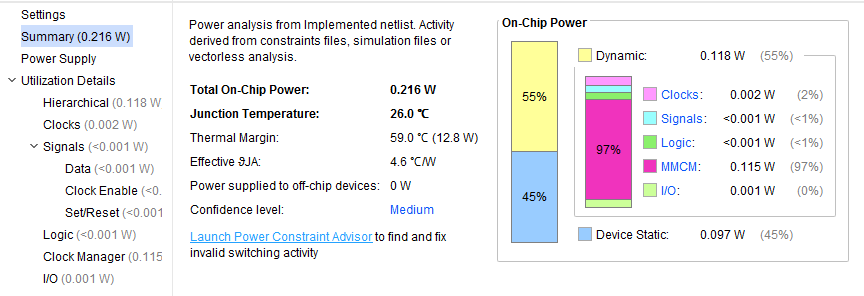 Settings
Summary (0.216 W)
Power Supply
Utilization Details
Hierarchical (0.118 W
Clocks (0.002 W)
Signals (<0.001 W)
Data (<0.001 W)
Clock Enable (<0.
Set/Reset (<0.001
Logic (<0.001 W)
Clock Manager (0.115
I/O (0.001 W)
Power analysis from Implemented netlist. Activity
derived from constraints files, simulation files or
vectorless analysis.
Total On-Chip Power: 0.216 W
Junction Temperature: 26.0 ℃
Thermal Margin: 59.0 ℃ (12.8 W)
Effective ϑJA: 4.6 ℃/W
Power supplied to off-chip devices: 0 W
Confidence level: Medium
Launch Power Constraint Advisor to find and fix
invalid switching activity
On-Chip Power
55%
45%
Dynamic: 0.118 W (55%)
97%
Clocks: 0.002 W (2%)
Signals: <0.001 W (<1%)
Logic: <0.001 W (<1%)
MMCM: 0.115 W (97%)
I/O: 0.001 W (0%)
Device Static: 0.097 W (45%)